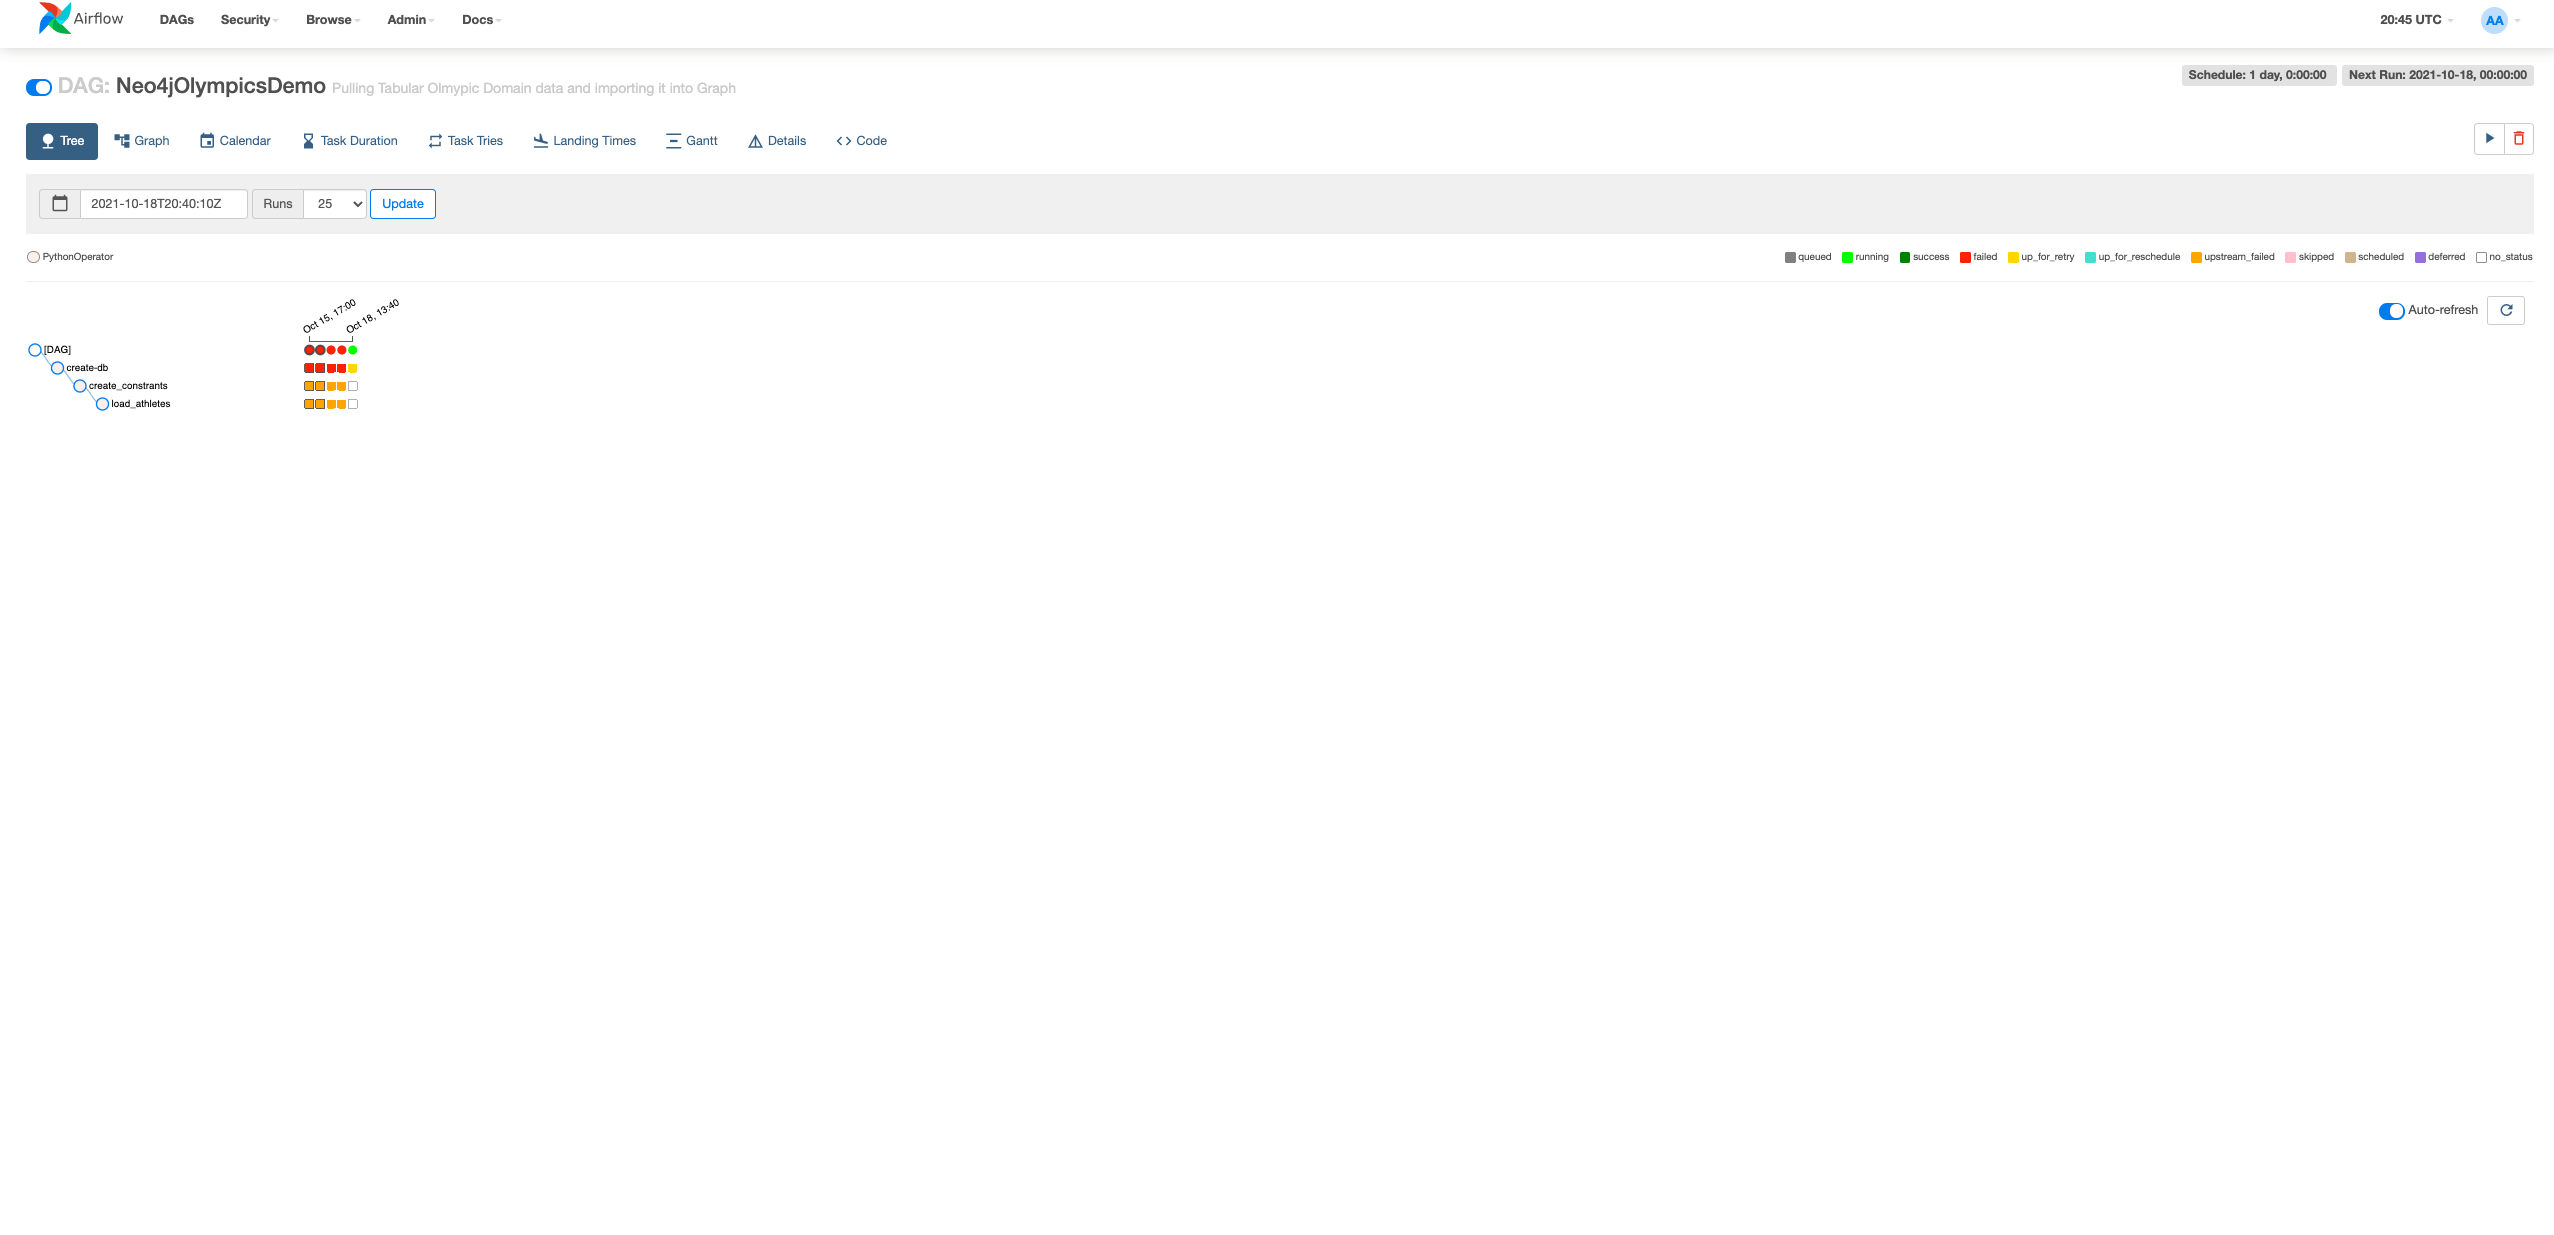 Airflow DAGs Security Browse Admin Docs 20:45 UTC AA
DAG: Neo4jOlympicsDemo Pulling Tabular Olmypic Domain data and importing it into Graph
Schedule: 1 day, 0:00:00 Next Run: 2021-10-18, 00:00:00
Tree Graph Calendar Task Duration Task Tries Landing Times Gantt Details Code
2021-10-18T20:40:10Z Runs 25 Update
PythonOperator
queued running success failed up_for_retry up_for_reschedule upstream_failed skipped scheduled deferred no_status
Auto-refresh
Oct 15, 17:00
Oct 18, 13:40
[DAG]
create-db
create_constrants
load_athletes